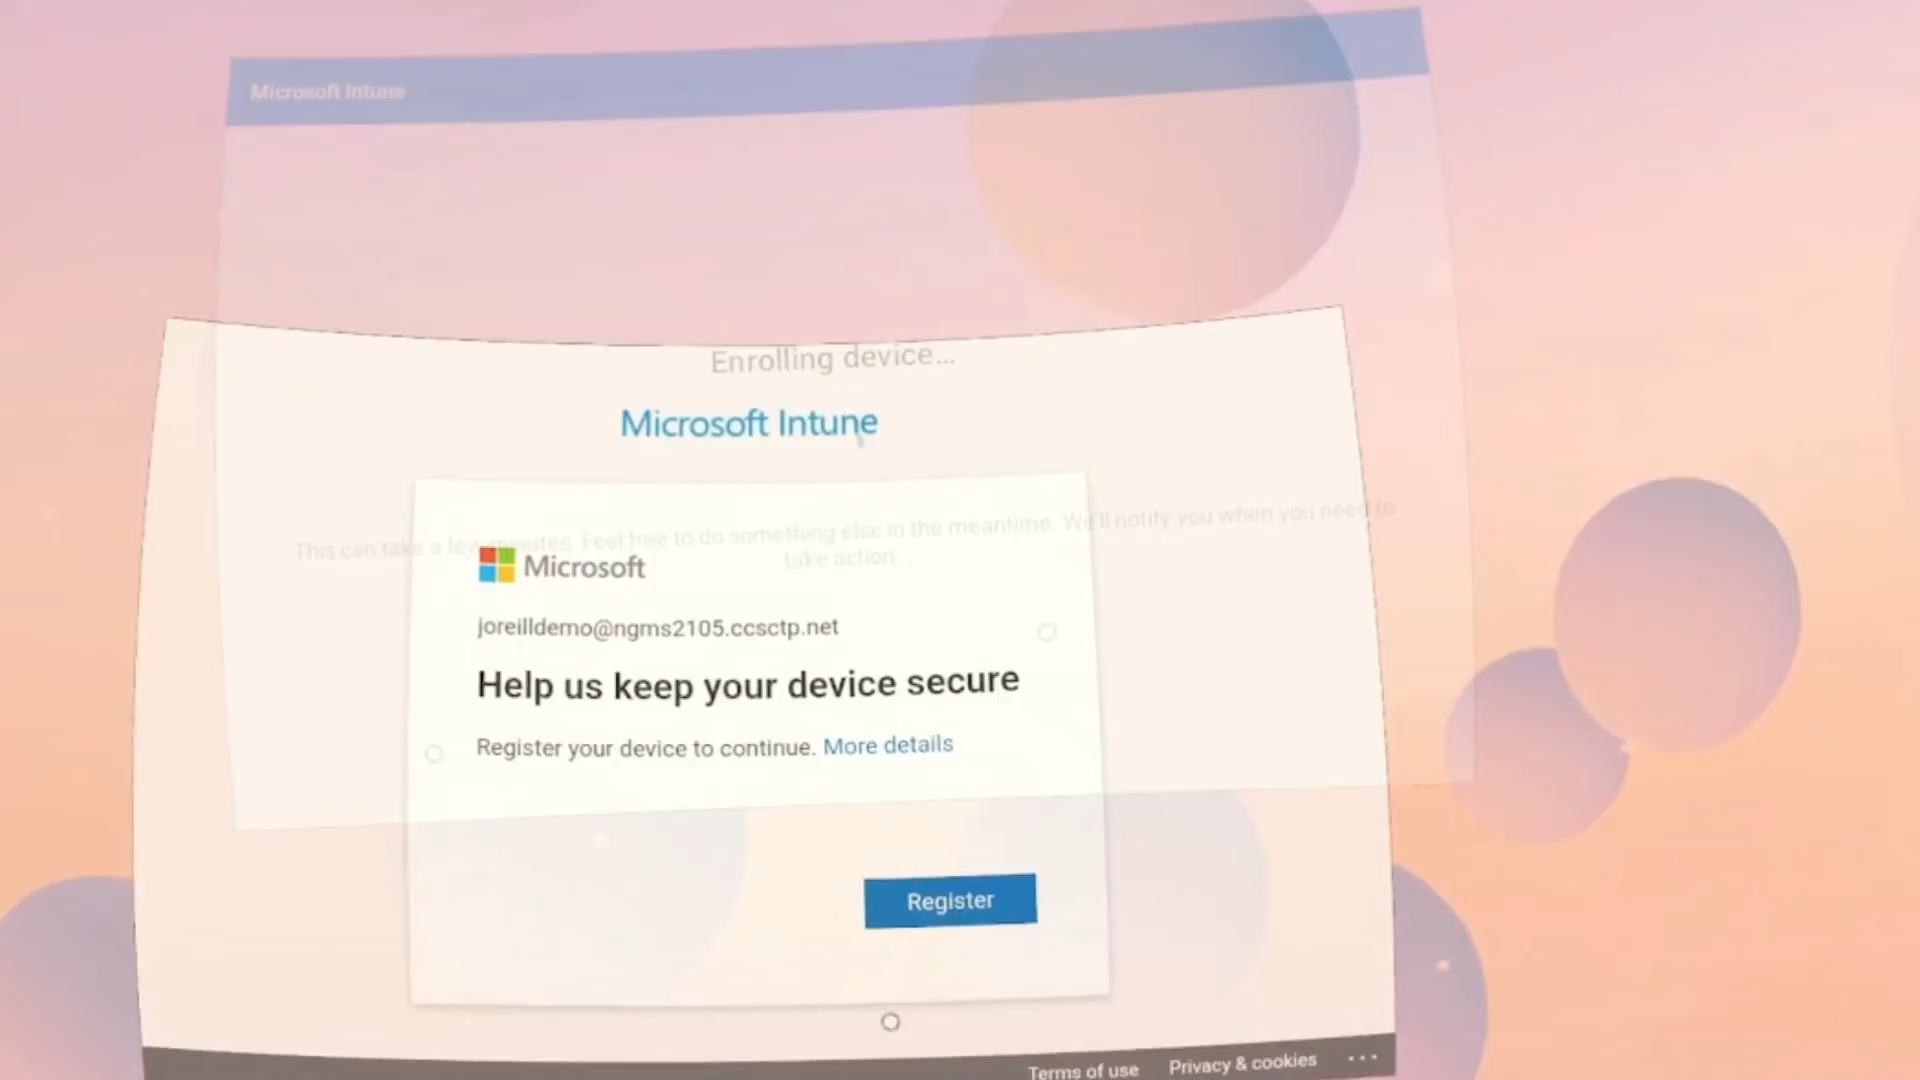 Microsoft Intune
Enrolling device...
Microsoft Intune
This can take a few minutes. Feel free to do something else in the meantime. We'll notify you when you need to
take action.
Microsoft
joreilldemo@ngms2105.ccsctp.net
Help us keep your device secure
Register your device to continue. More details
Register
Terms of use Privacy & cookies ...